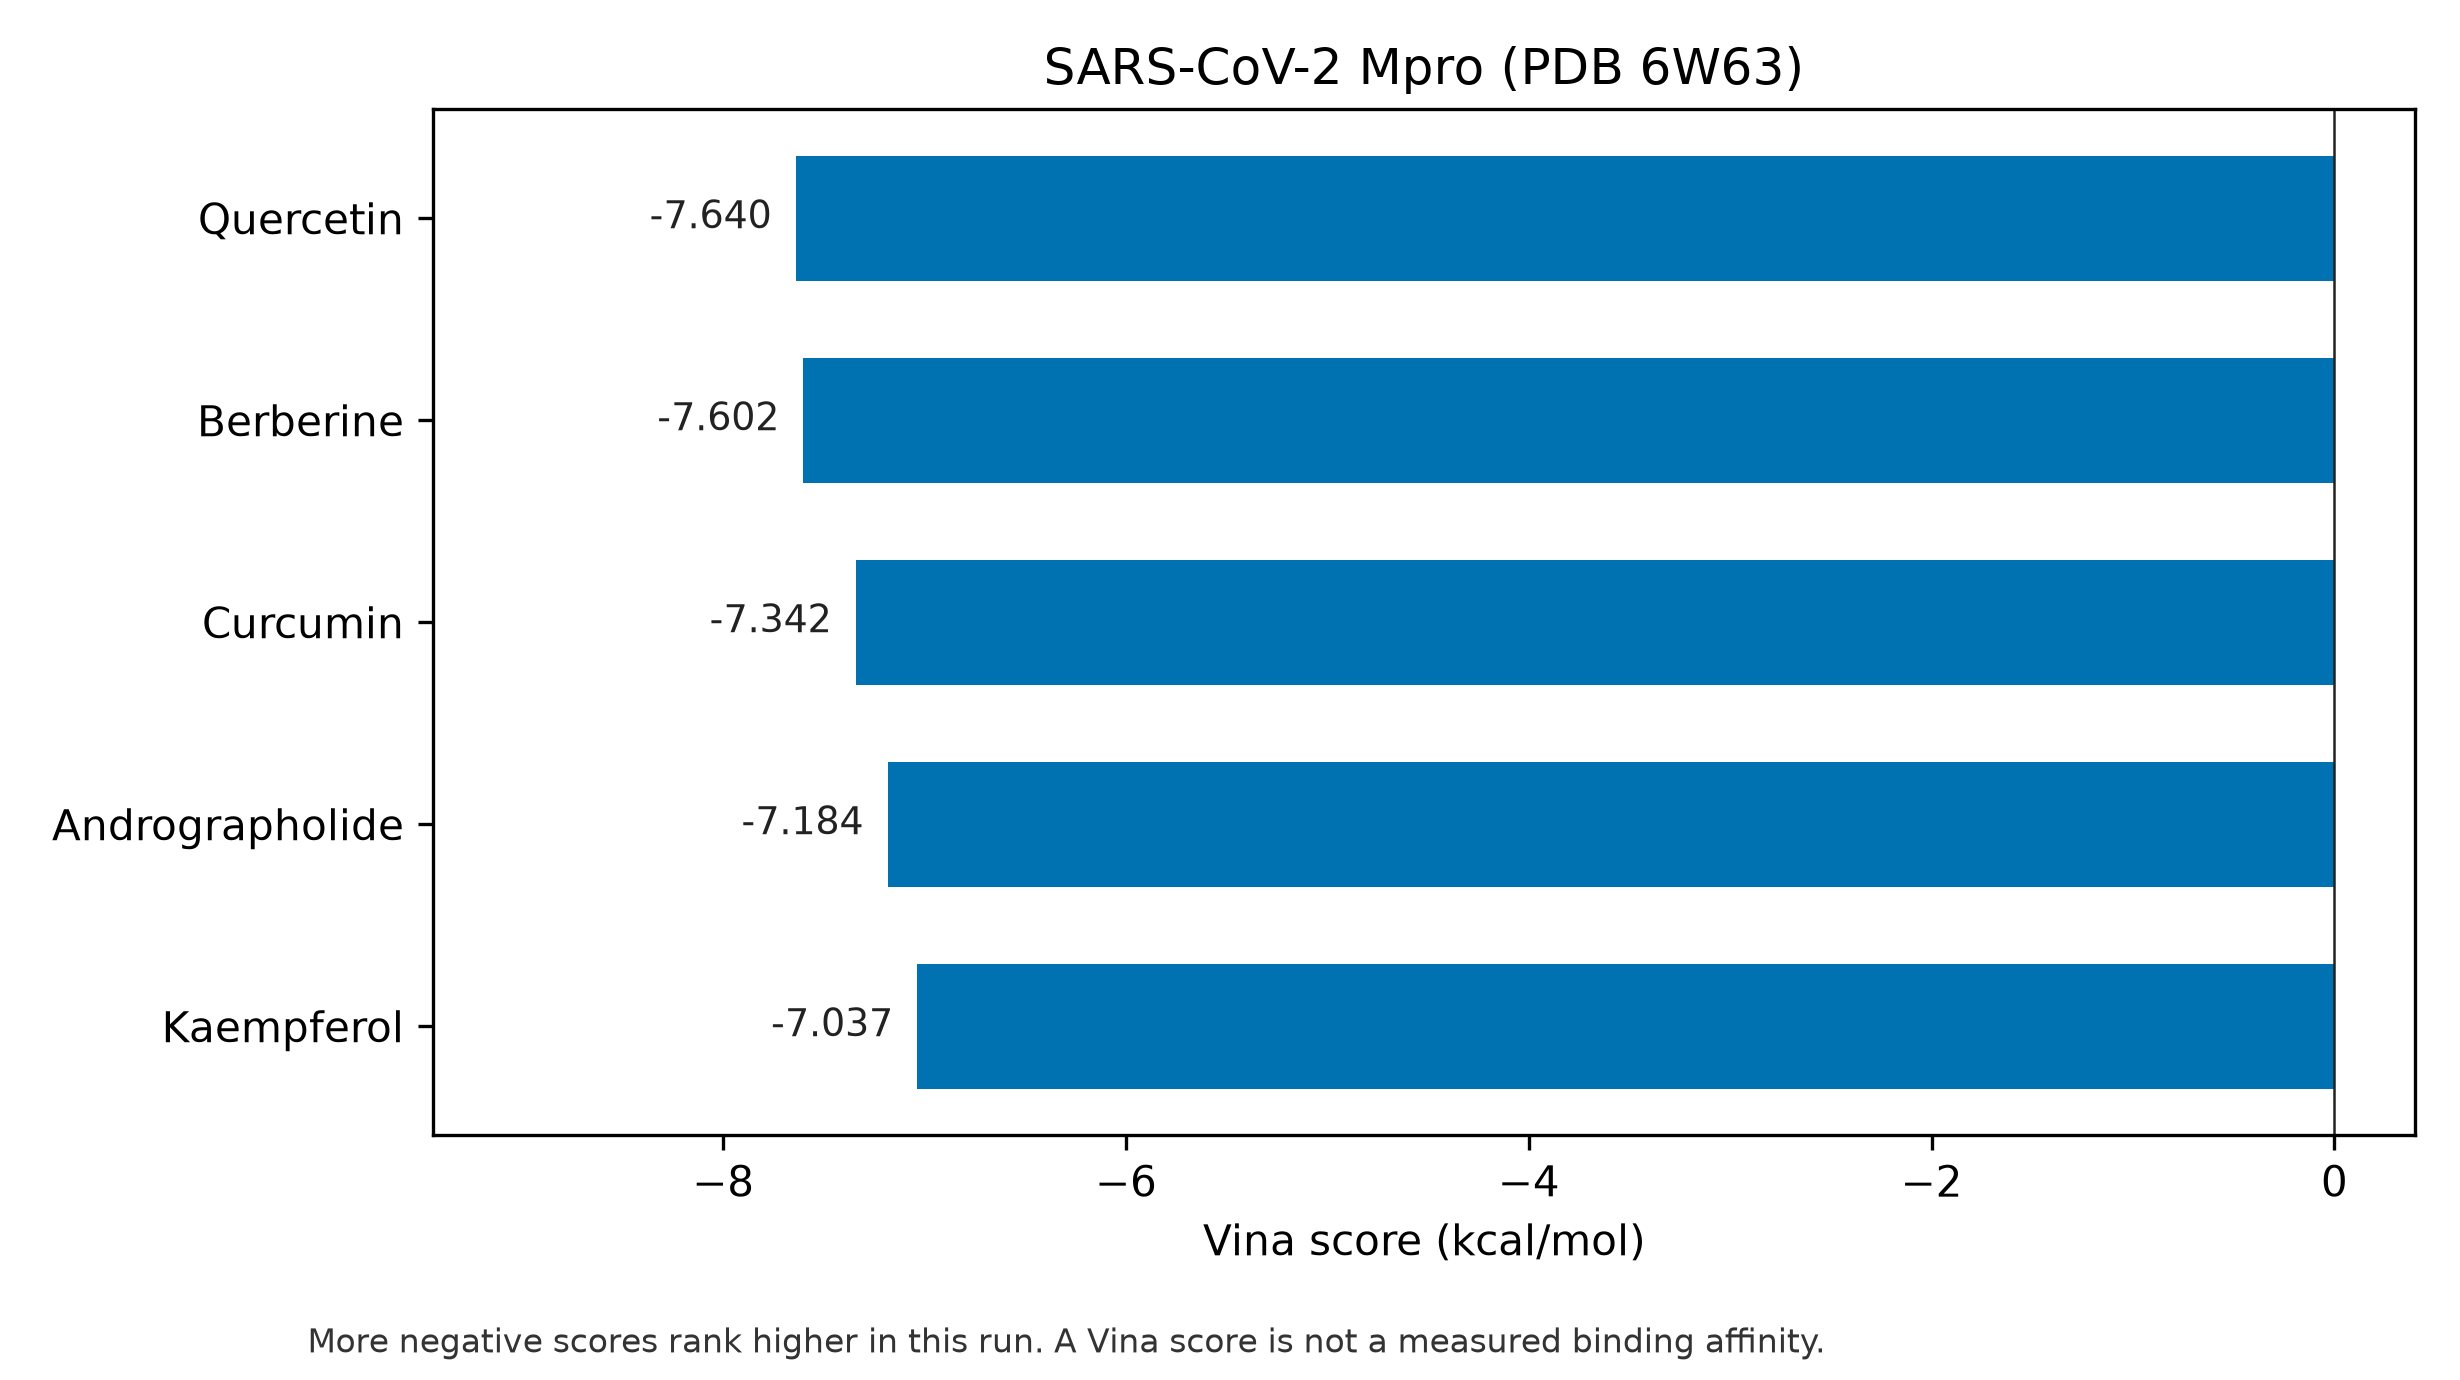 SARS-CoV-2 Mpro (PDB 6W63)
Quercetin
-7.640
Berberine
-7.602
Curcumin
-7.342
Andrographolide
-7.184
Kaempferol
-7.037
−8
−6
−4
−2
0
Vina score (kcal/mol)
More negative scores rank higher in this run. A Vina score is not a measured binding affinity.